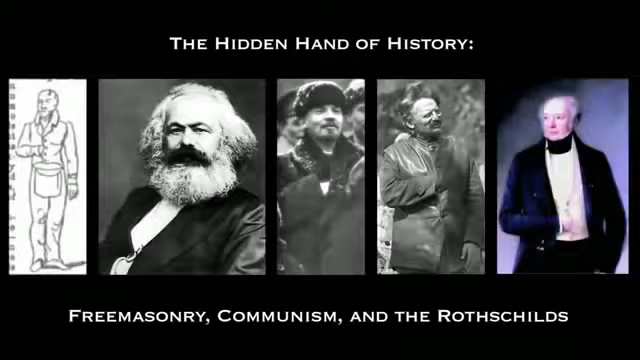 The Hidden Hand of History:
Freemasonry, Communism, and the Rothschilds